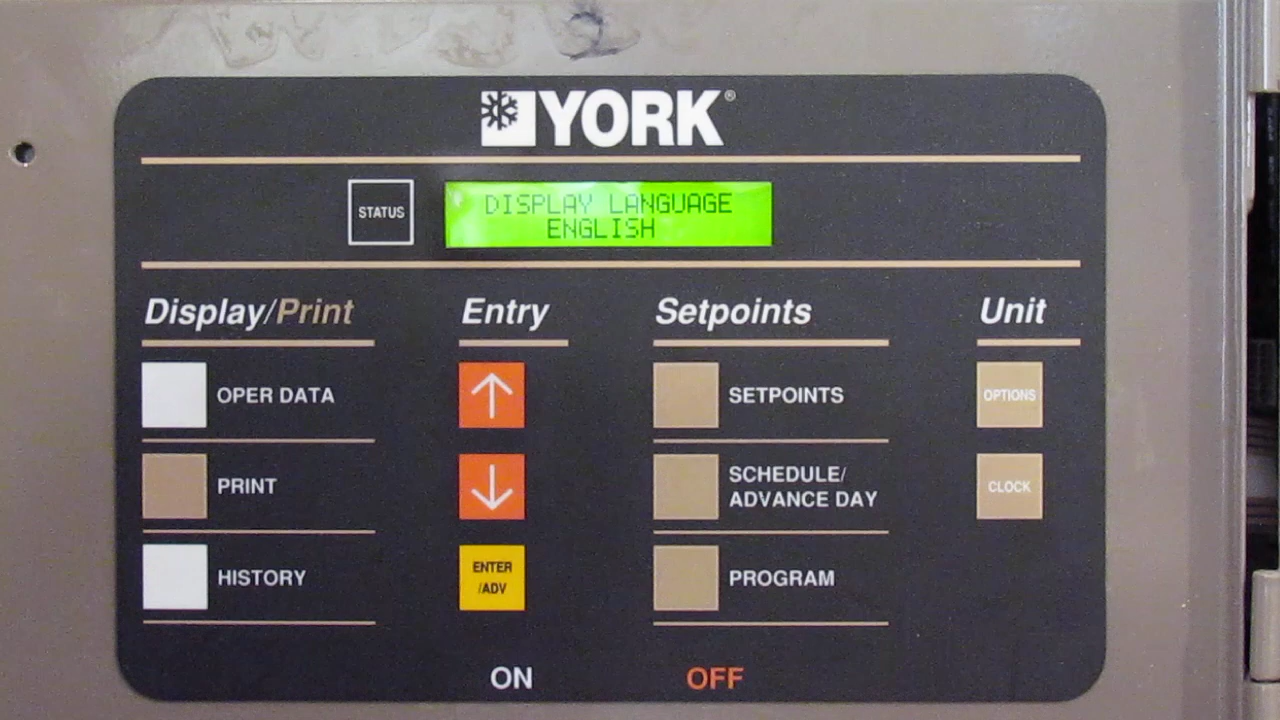 2
YORK®
STATUS
DISPLAY LANGUAGE
ENGLISH
Display/Print
Entry
Setpoints
Unit
OPER DATA
↑
SETPOINTS
OPTIONS
PRINT
↓
SCHEDULE/
ADVANCE DAY
CLOCK
HISTORY
ENTER
/ADV
PROGRAM
ON
OFF